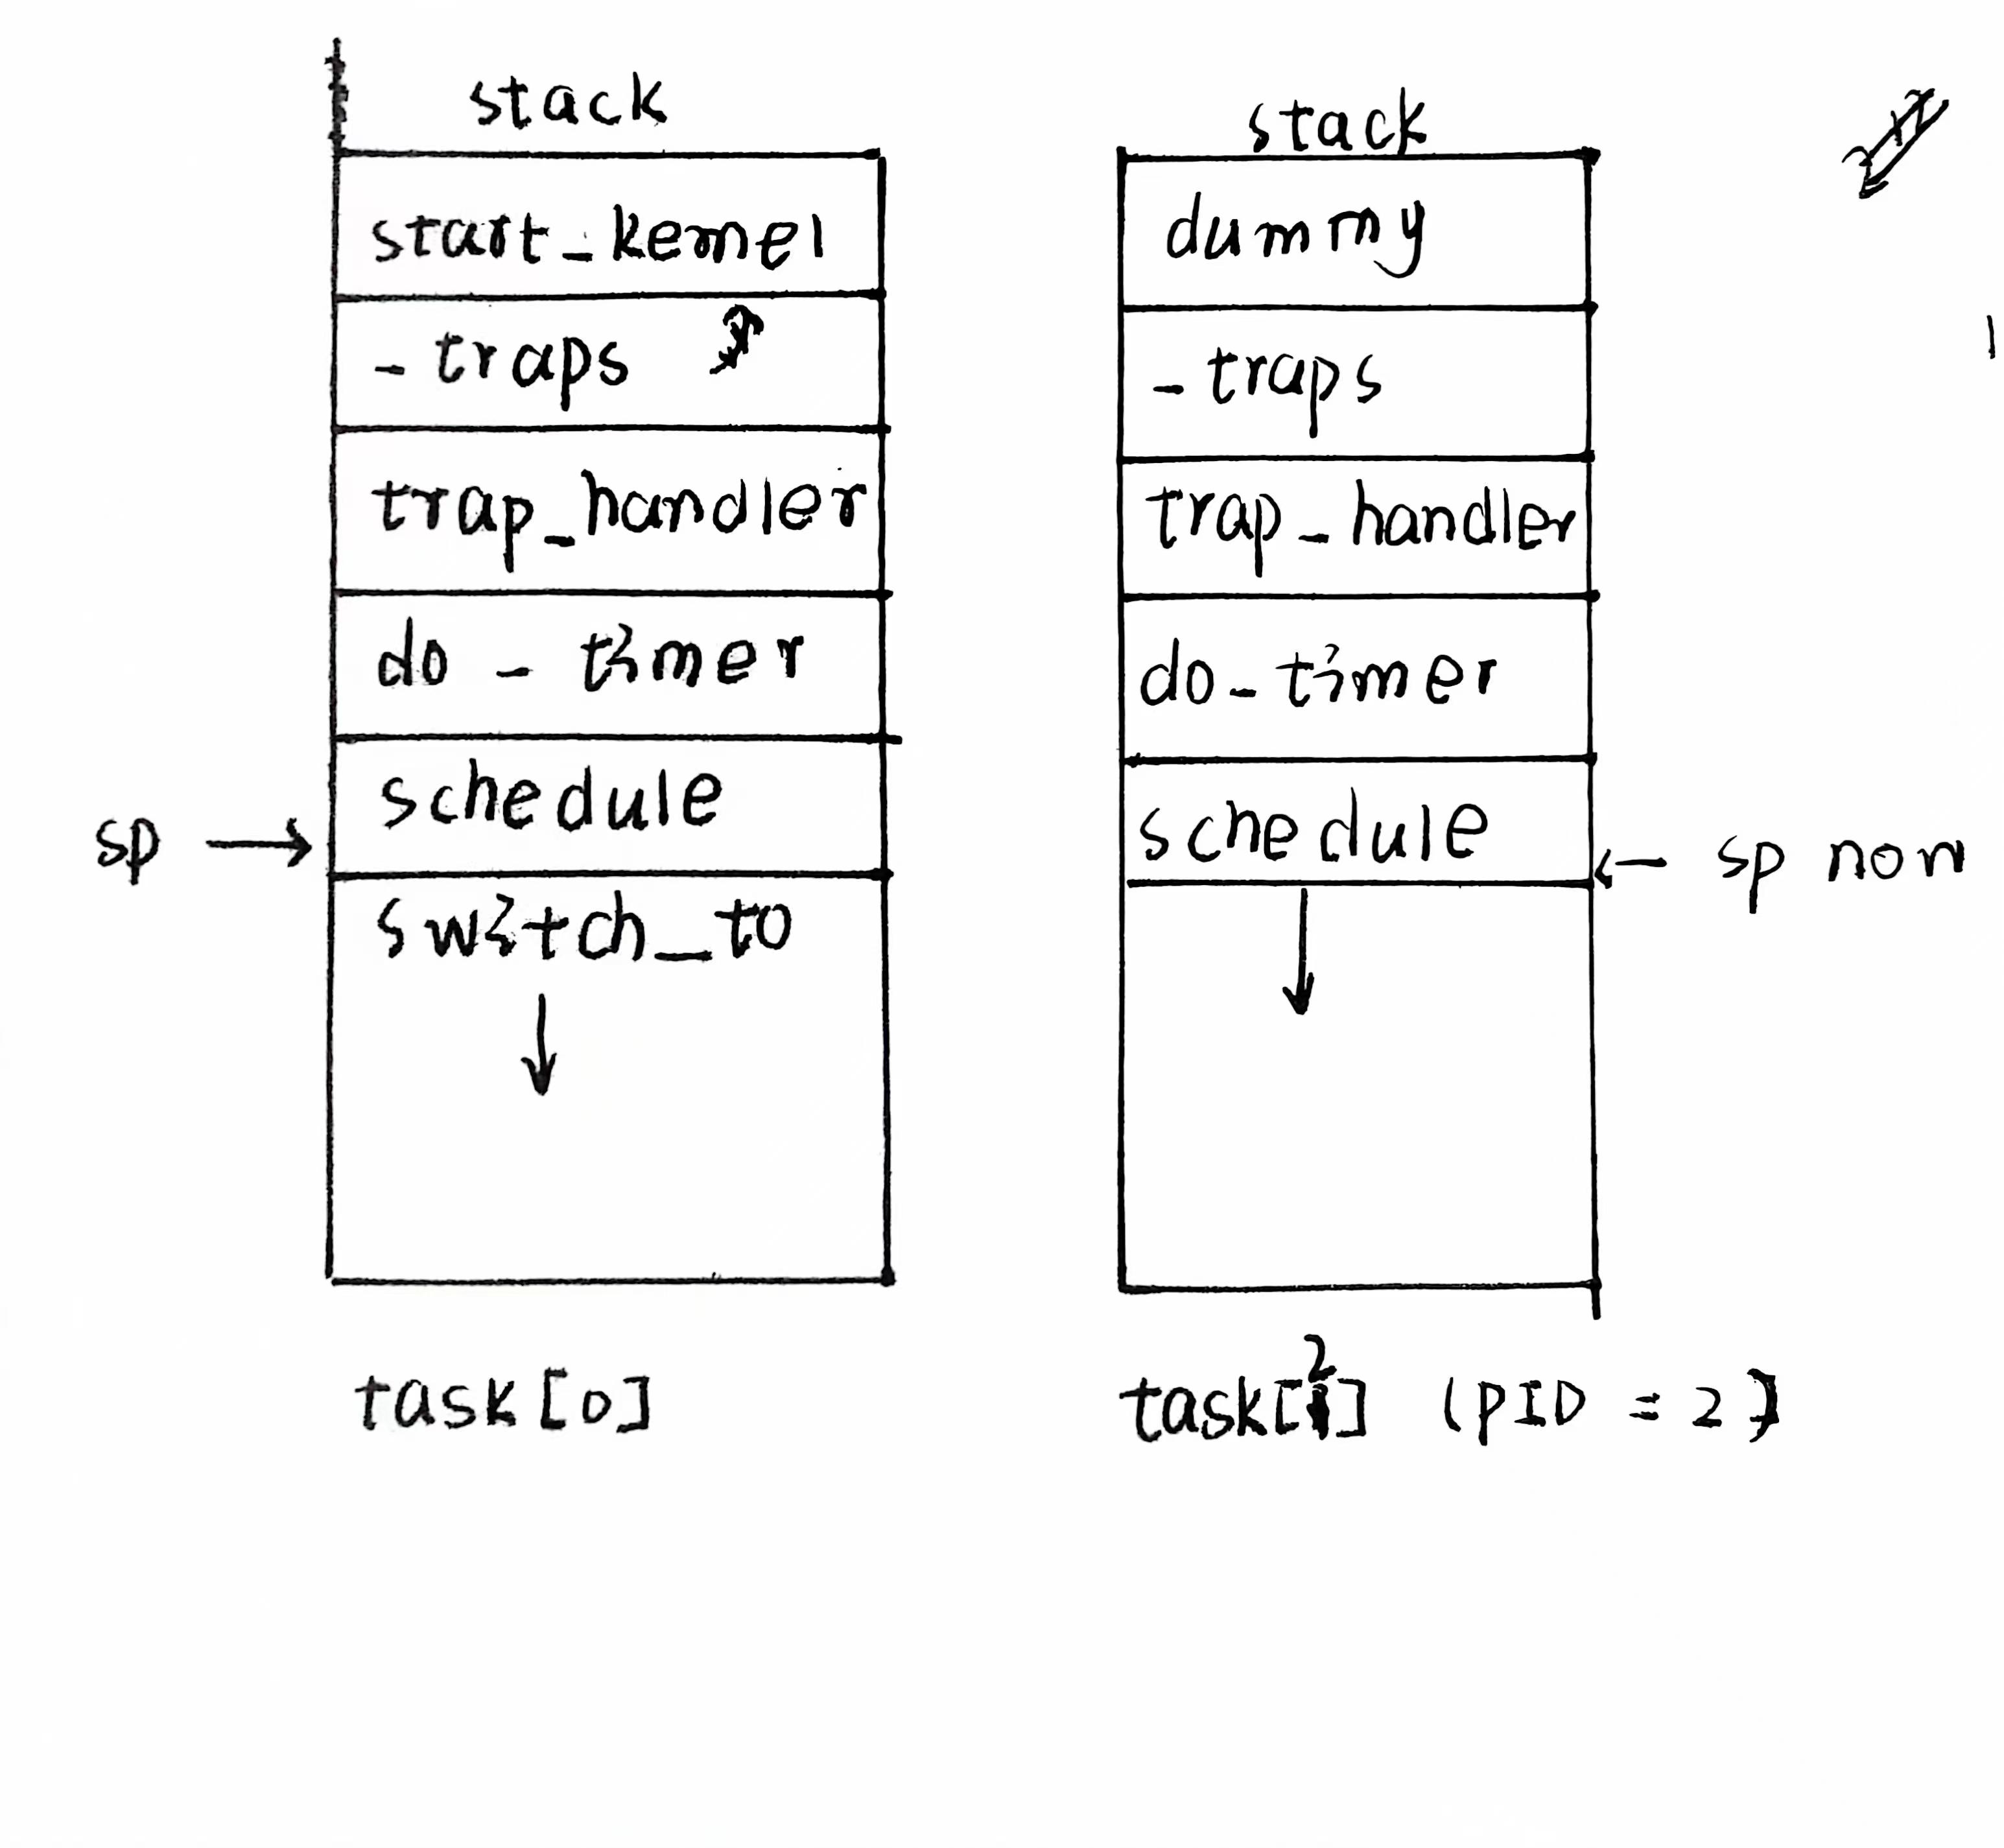 stack
start_kernel
_traps
trap_handler
do_timer
schedule
sp
switch_to
task[0]
stack
dummy
_traps
trap_handler
do_timer
schedule
sp now
task[2] (PID = 2)